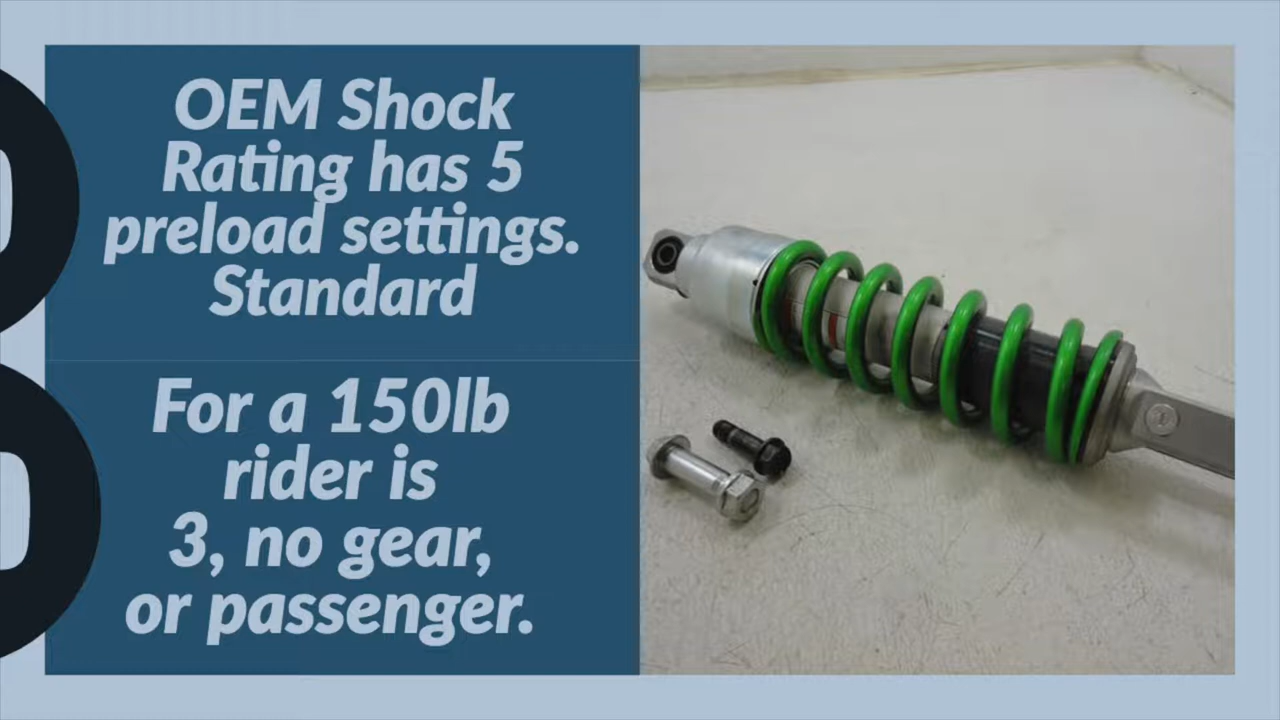 OEM Shock
Rating has 5
preload settings.
Standard
For a 150lb
rider is
3, no gear,
or passenger.